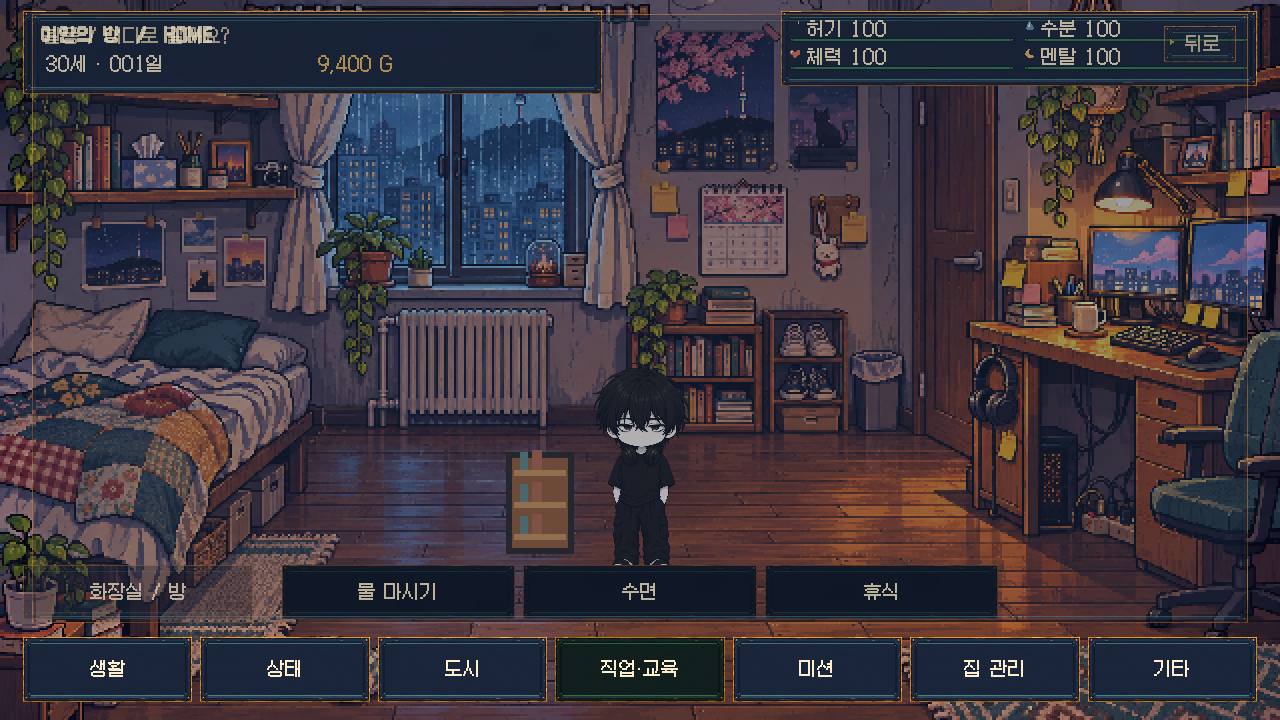 방 / HOME
30세 · 001일
9,400 G
허기 100
수분 100
체력 100
멘탈 100
뒤로
화장실 / 방
물 마시기
수면
휴식
생활
상태
도시
직업·교육
미션
집 관리
기타